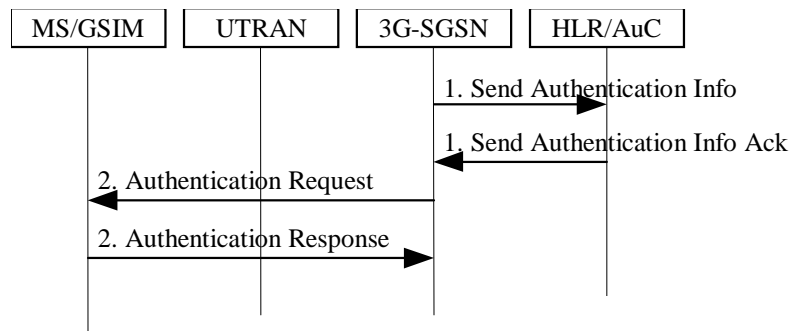 MS/GSIM UTRAN 3G-SGSN HLR/AuC
1. Send Authentication Info
1. Send Authentication Info Ack
2. Authentication Request
2. Authentication Response